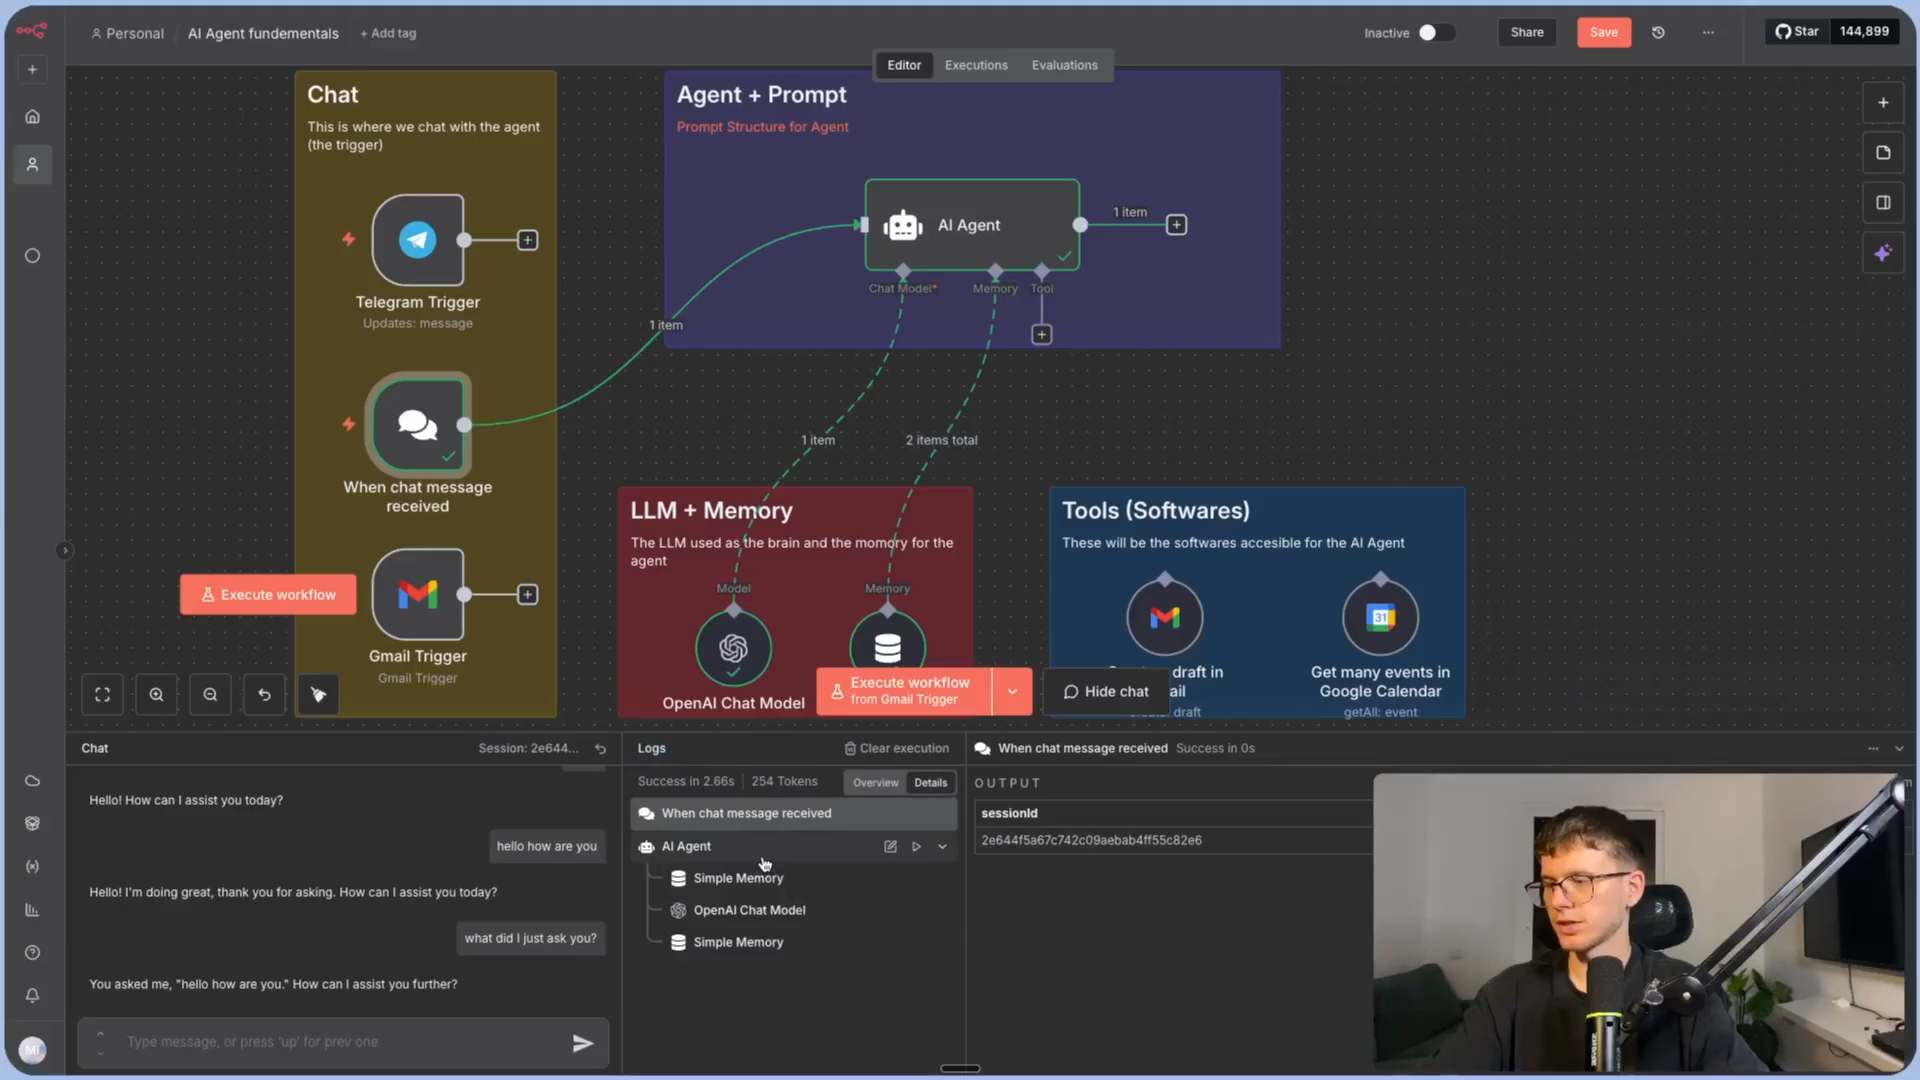 Personal / AI Agent fundementals + Add tag
Inactive
Share
Save
Star 144,899
Editor Executions Evaluations
Chat
This is where we chat with the agent
(the trigger)
Telegram Trigger
Updates: message
When chat message
received
Execute workflow
Gmail Trigger
Gmail Trigger
Agent + Prompt
Prompt Structure for Agent
AI Agent
1 item
Chat Model*
Memory
Tool
1 item
1 item
2 items total
LLM + Memory
The LLM used as the brain and the momory for the
agent
Model
Memory
OpenAI Chat Model
Execute workflow
from Gmail Trigger
Hide chat
Tools (Softwares)
These will be the softwares accesible for the AI Agent
31
draft in
ail
draft
Get many events in
Google Calendar
getAll: event
Chat
Session: 2e644...
Hello! How can I assist you today?
hello how are you
Hello! I'm doing great, thank you for asking. How can I assist you today?
what did I just ask you?
You asked me, "hello how are you." How can I assist you further?
Type message, or press 'up' for prev one
Logs
Clear execution
Success in 2.66s | 254 Tokens
Overview Details
When chat message received
AI Agent
Simple Memory
OpenAI Chat Model
Simple Memory
When chat message received Success in 0s
OUTPUT
sessionId
2e644f5a67c742c09aebab4ff55c82e6
MI